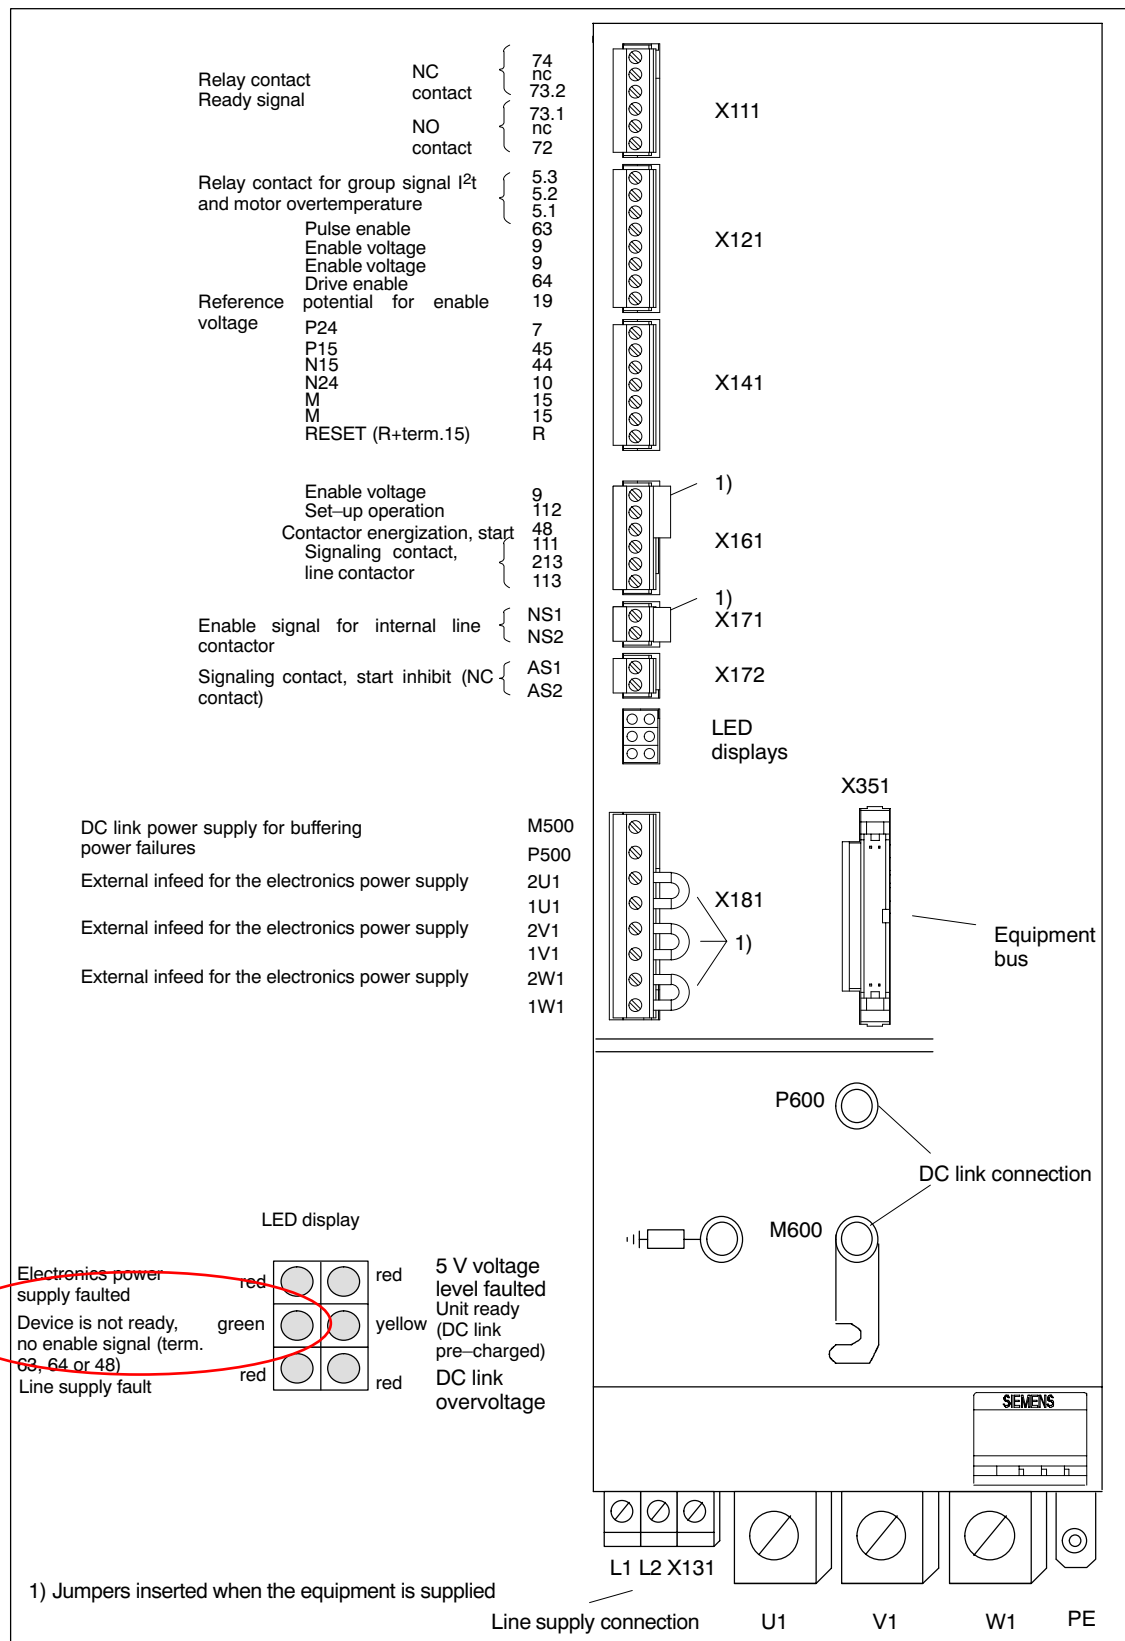 Relay contact
Ready signal
NC
contact
74
nc
73.2
NO
contact
73.1
nc
72
X111
Relay contact for group signal I²t
and motor overtemperature
5.3
5.2
5.1
Pulse enable 63
Enable voltage 9
Enable voltage 9
Drive enable 64
Reference potential for enable
voltage
19
X121
P24 7
P15 45
N15 44
N24 10
M 15
M 15
RESET (R+term.15) R
X141
Enable voltage 9
Set–up operation 112
Contactor energization, start 48
Signaling contact,
line contactor
111
213
113
1)
X161
Enable signal for internal line
contactor
NS1
NS2
1)
X171
Signaling contact, start inhibit (NC
contact)
AS1
AS2
X172
LED
displays
X351
DC link power supply for buffering
power failures
M500
P500
External infeed for the electronics power supply 2U1
1U1
External infeed for the electronics power supply 2V1
1V1
External infeed for the electronics power supply 2W1
1W1
X181
1)
Equipment
bus
P600
DC link connection
M600
LED display
Electronics power
supply faulted
red
red
5 V voltage
level faulted
Device is not ready,
no enable signal (term.
63, 64 or 48)
green
yellow
Unit ready
(DC link
pre–charged)
Line supply fault
red
red
DC link
overvoltage
SIEMENS
L1 L2 X131
1) Jumpers inserted when the equipment is supplied
Line supply connection
U1
V1
W1
PE